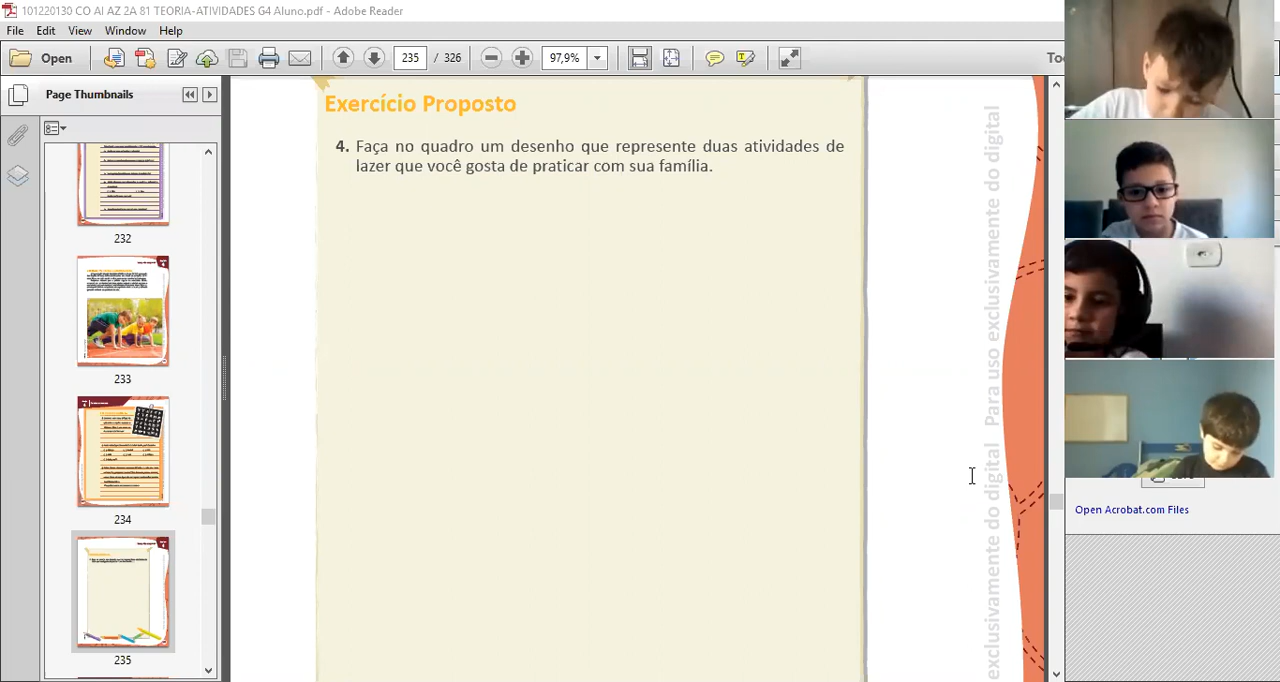 101220130 CO AI AZ 2A 81 TEORIA-ATIVIDADES G4 Aluno.pdf - Adobe Reader
File Edit View Window Help
Open 235 / 326 97,9%
Page Thumbnails
232
233
234
235
Exercício Proposto
4. Faça no quadro um desenho que represente duas atividades de
lazer que você gosta de praticar com sua família.
Para uso exclusivamente do digital
exclusivamente do digital
Open Acrobat.com Files